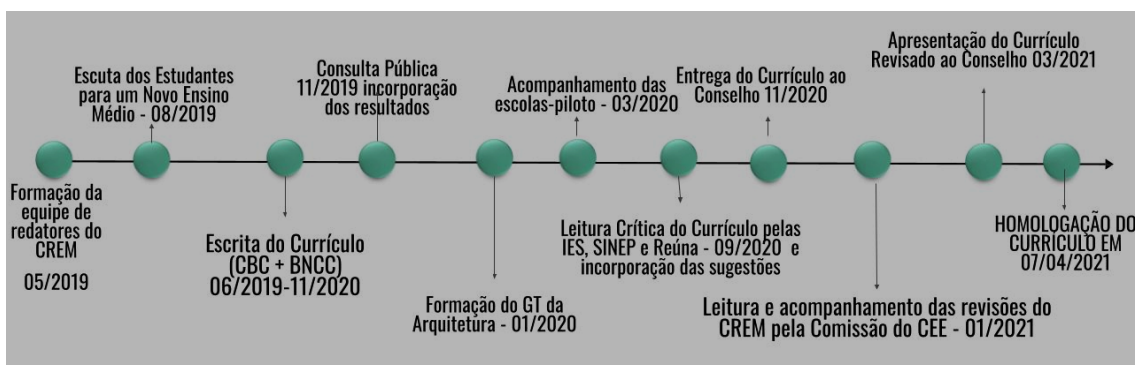 Formação da
equipe de
redatores do
CREM
05/2019
Escuta dos Estudantes
para um Novo Ensino
Médio - 08/2019
Escrita do Currículo
(CBC + BNCC)
06/2019-11/2020
Consulta Pública
11/2019 incorporação
dos resultados
Formação do GT da
Arquitetura - 01/2020
Acompanhamento das
escolas-piloto - 03/2020
Leitura Crítica do Currículo pelas
IES, SINEP e Reúna - 09/2020 e
incorporação das sugestões
Entrega do Currículo ao
Conselho 11/2020
Leitura e acompanhamento das revisões do
CREM pela Comissão do CEE - 01/2021
Apresentação do Currículo
Revisado ao Conselho 03/2021
HOMOLOGAÇÃO DO
CURRÍCULO EM
07/04/2021